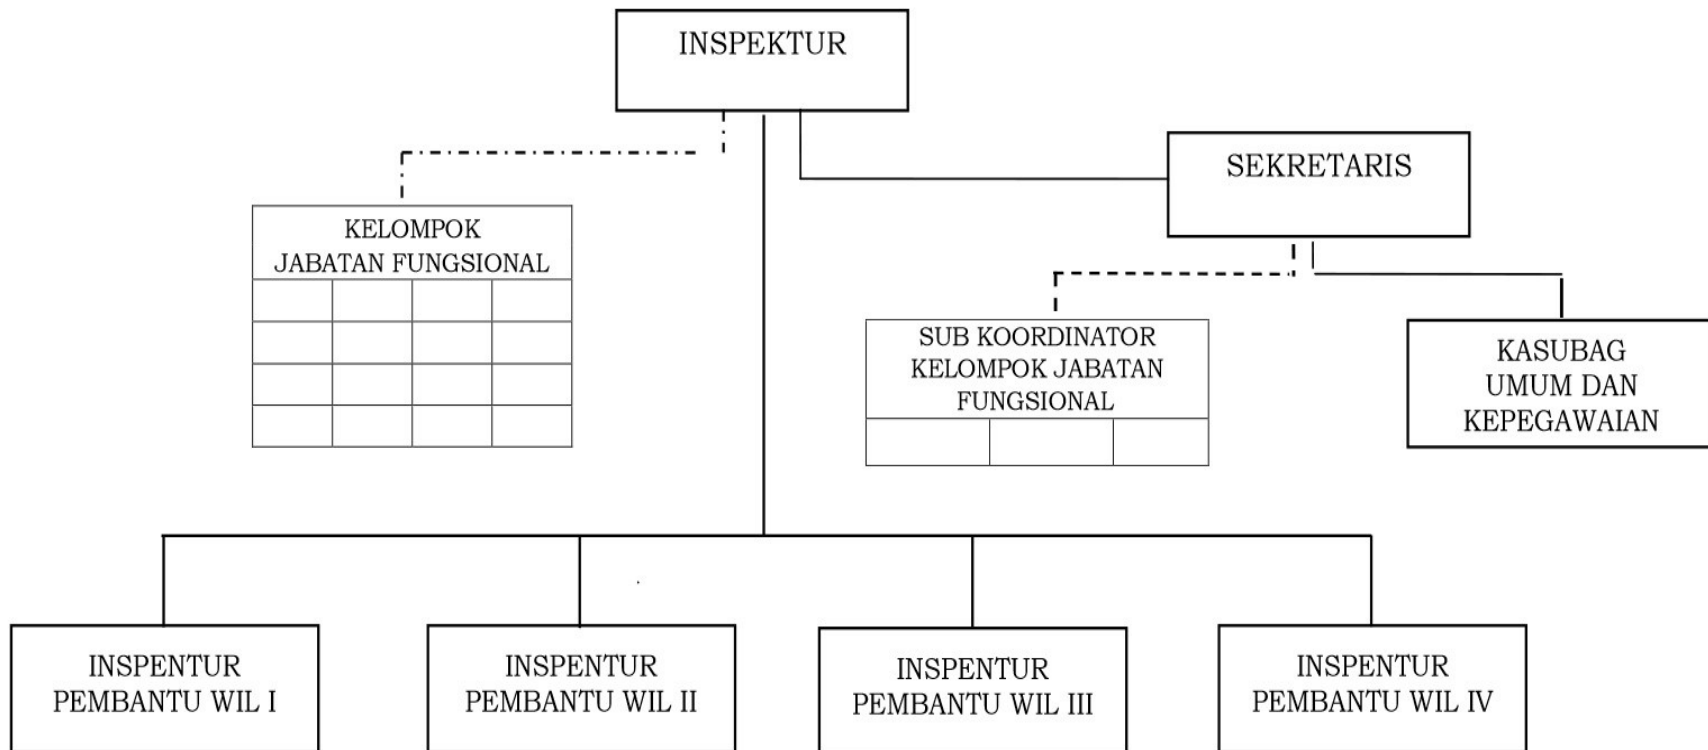 INSPEKTUR
SEKRETARIS
KELOMPOK
JABATAN FUNGSIONAL
SUB KOORDINATOR
KELOMPOK JABATAN
FUNGSIONAL
KASUBAG
UMUM DAN
KEPEGAWAIAN
INSPENTUR
PEMBANTU WIL I
INSPENTUR
PEMBANTU WIL II
INSPENTUR
PEMBANTU WIL III
INSPENTUR
PEMBANTU WIL IV